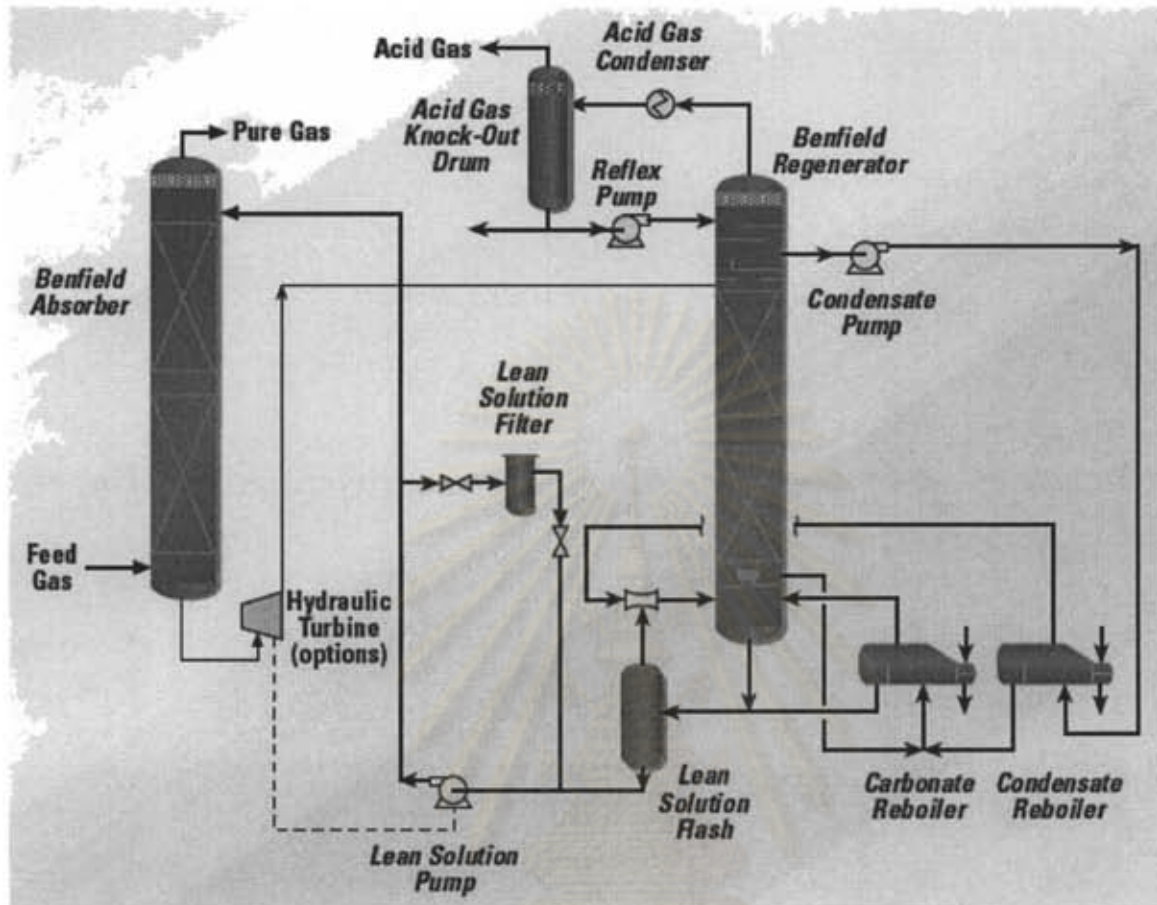 Acid Gas
Acid Gas
Condenser
Pure Gas
Acid Gas
Knock-Out
Drum
Reflex
Pump
Benfield
Regenerator
Benfield
Absorber
Condensate
Pump
Lean
Solution
Filter
Feed
Gas
Hydraulic
Turbine
(options)
Lean
Solution
Flash
Carbonate
Reboiler
Condensate
Reboiler
Lean Solution
Pump